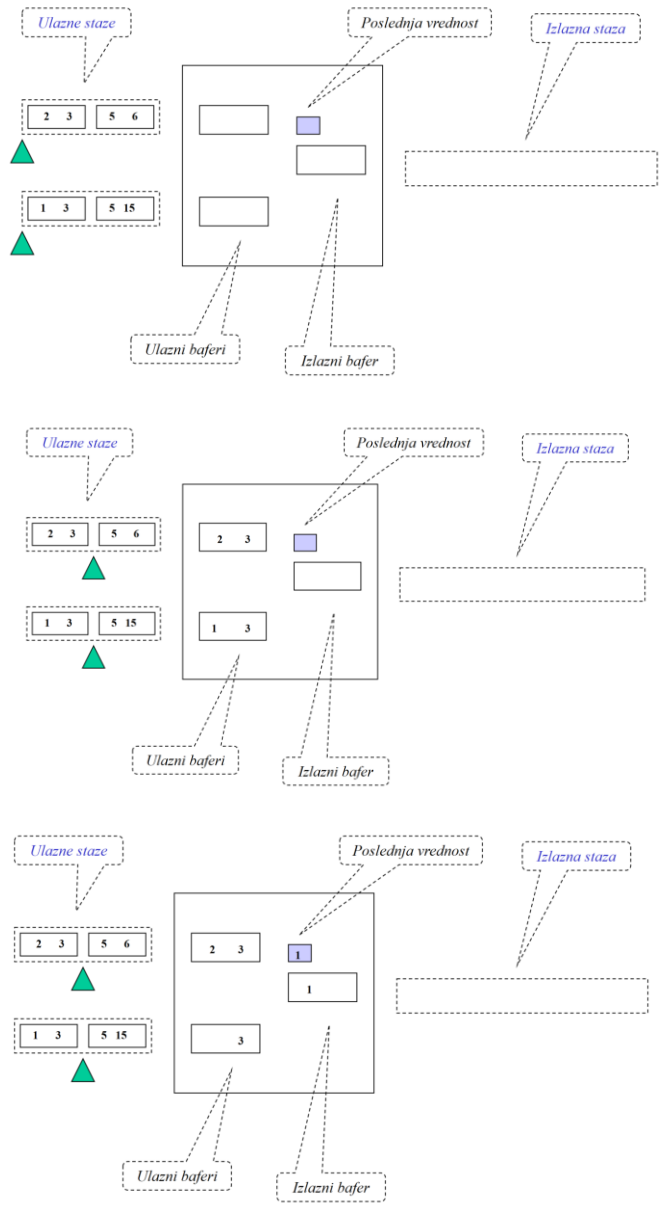 Ulazne staze
Poslednja vrednost
Izlazna staza
2 3 5 6
1 3 5 15
Ulazni baferi
Izlazni bafer
Ulazne staze
Poslednja vrednost
Izlazna staza
2 3 5 6 2 3
1 3 5 15 1 3
Ulazni baferi
Izlazni bafer
Ulazne staze
Poslednja vrednost
Izlazna staza
2 3 5 6 2 3 1
1
1 3 5 15 3
Ulazni baferi
Izlazni bafer